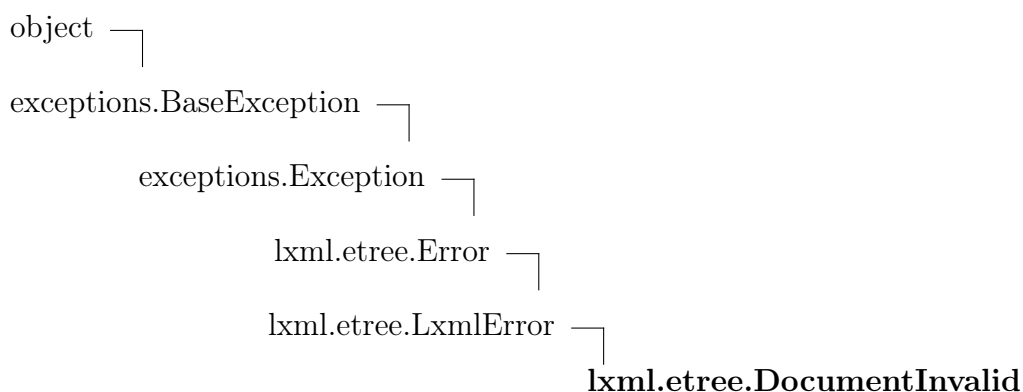 object
exceptions.BaseException
exceptions.Exception
lxml.etree.Error
lxml.etree.LxmlError
lxml.etree.DocumentInvalid